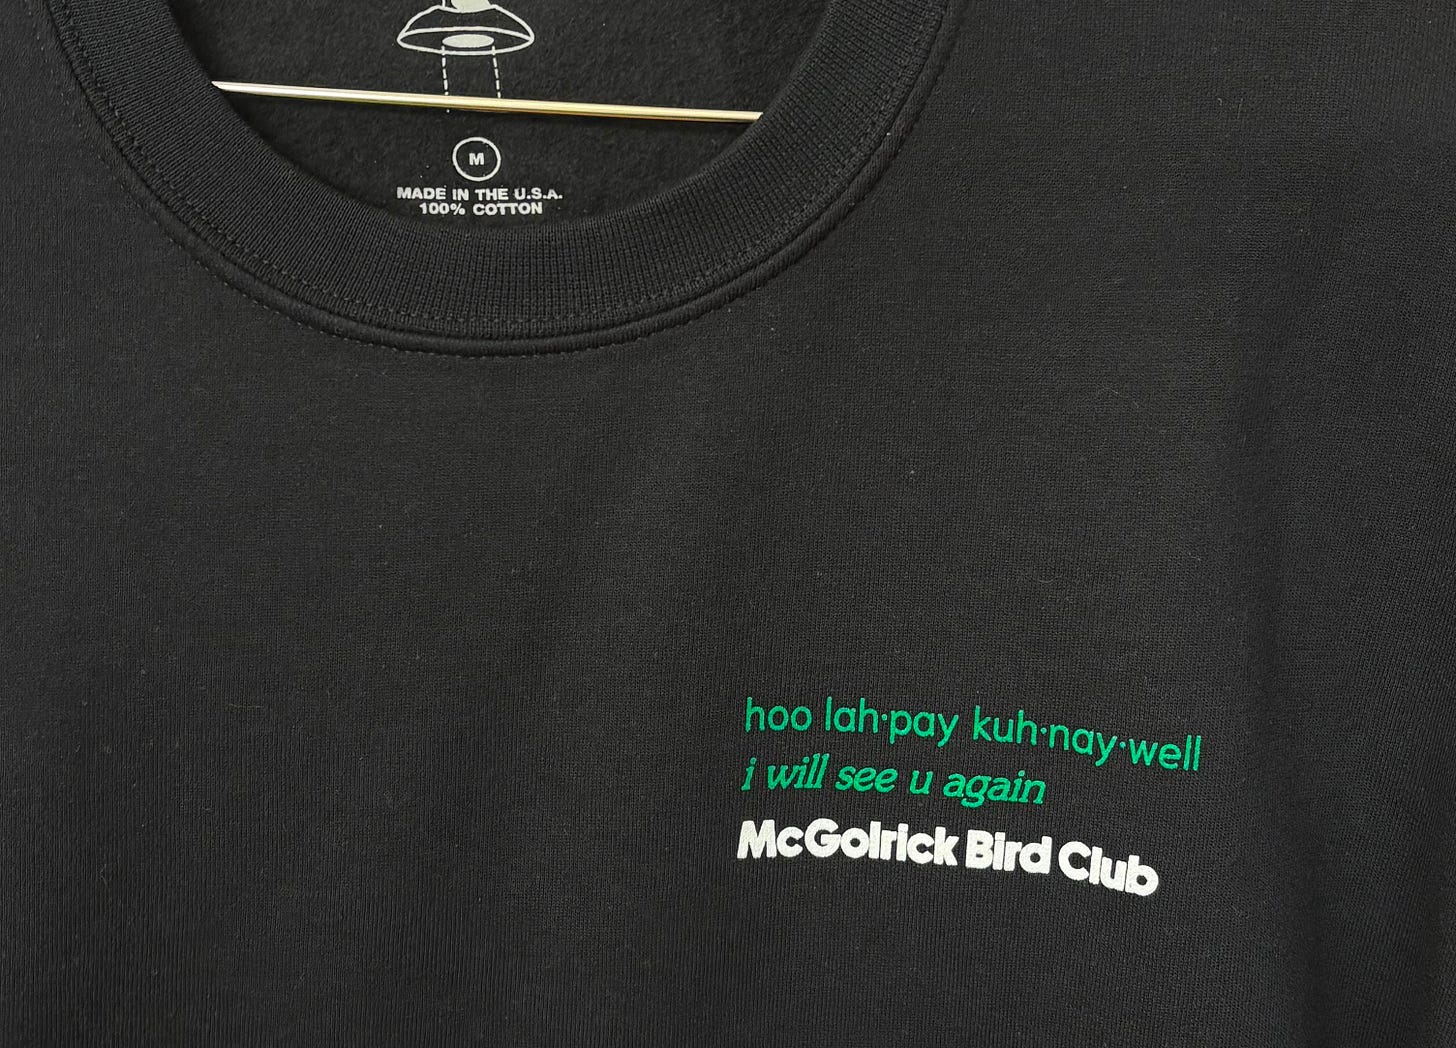 M
MADE IN THE U.S.A.
100% COTTON
hoo lah·pay kuh·nay·well
i will see u again
McGolrick Bird Club